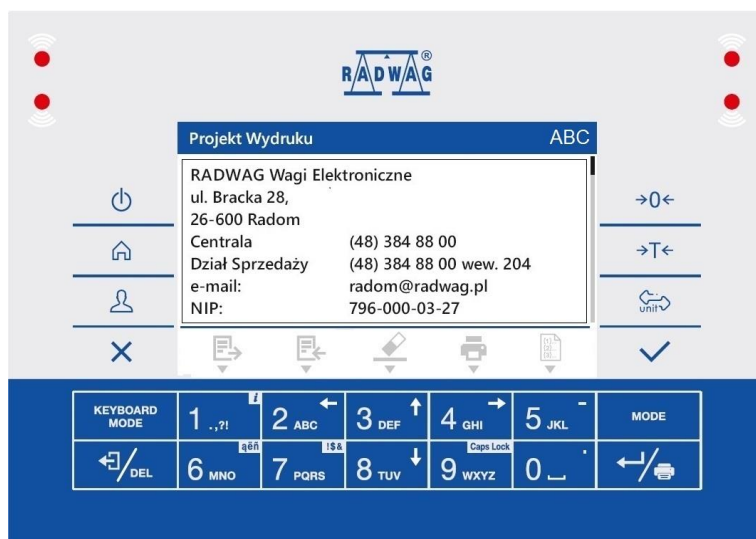 RADWAG®
Projekt Wydruku ABC
RADWAG Wagi Elektroniczne
ul. Bracka 28,
26-600 Radom
Centrala (48) 384 88 00
Dział Sprzedaży (48) 384 88 00 wew. 204
e-mail: radom@radwag.pl
NIP: 796-000-03-27
→0←
→T←
unit
KEYBOARD MODE
1 .,?! i
2 ABC ←
3 DEF ↑
4 GHI →
5 JKL -
MODE
DEL
6 MNO ąëñ
7 PQRS !$&
8 TUV ↓
9 WXYZ Caps Lock
0 .